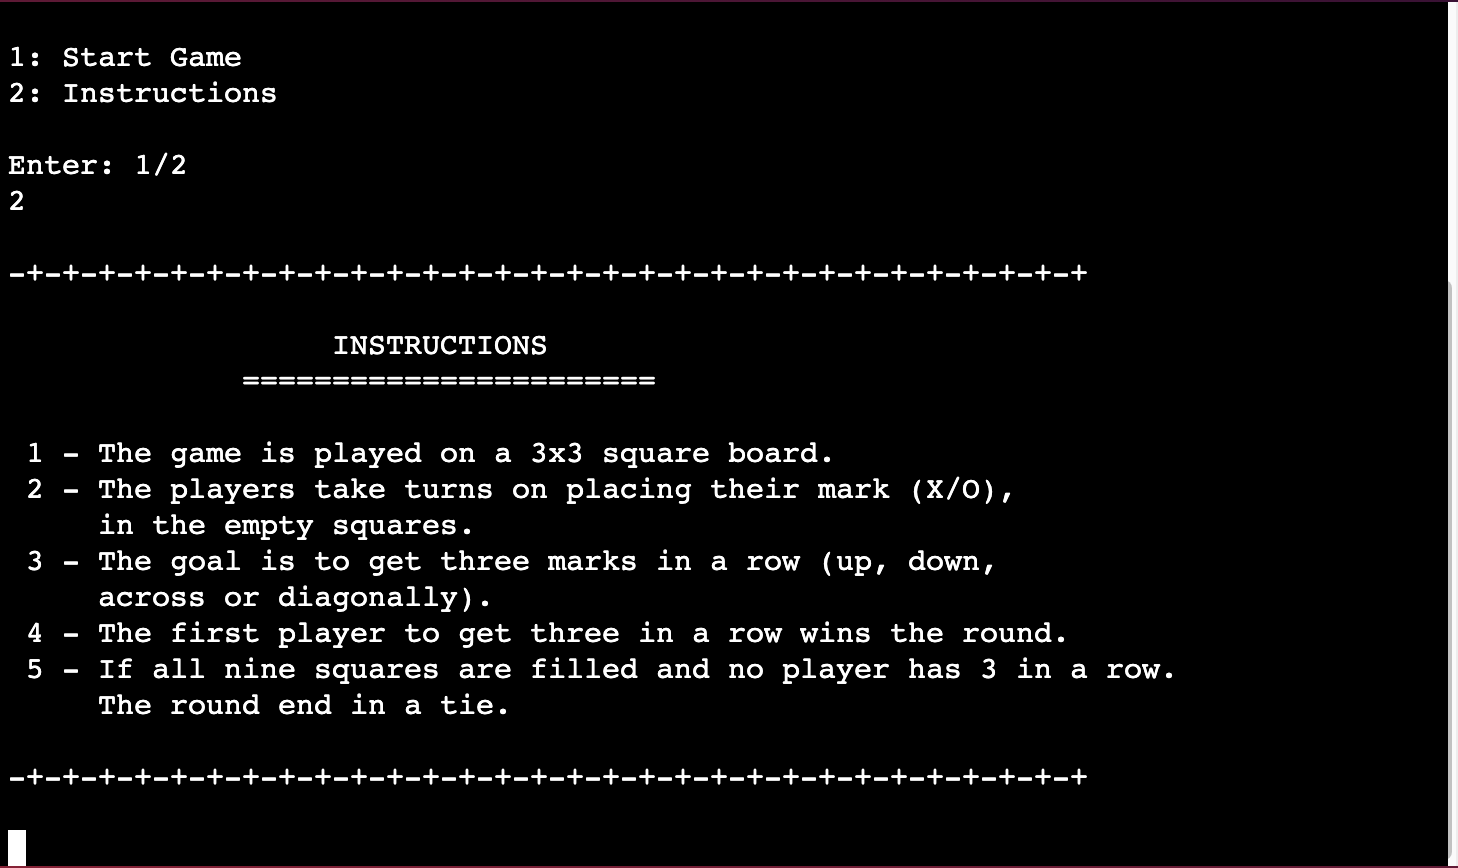 1: Start Game
2: Instructions
Enter: 1/2
2
-+-+-+-+-+-+-+-+-+-+-+-+-+-+-+-+-+-+-+-+-+-+-+-+-+-+-+-+-+-+
INSTRUCTIONS
=======================
1 - The game is played on a 3x3 square board.
2 - The players take turns on placing their mark (X/O),
in the empty squares.
3 - The goal is to get three marks in a row (up, down,
across or diagonally).
4 - The first player to get three in a row wins the round.
5 - If all nine squares are filled and no player has 3 in a row.
The round end in a tie.
-+-+-+-+-+-+-+-+-+-+-+-+-+-+-+-+-+-+-+-+-+-+-+-+-+-+-+-+-+-+